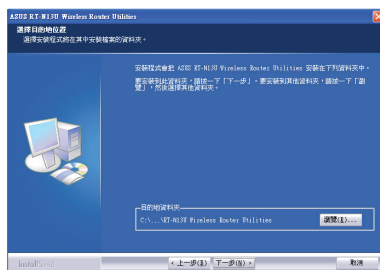 ASUS RT-N13U Wireless Router Utilities
選擇目的地位置
選擇安裝程式將在其中安裝檔案的資料夾。
安裝程式會把 ASUS RT-N13U Wireless Router Utilities 安裝在下列資料夾中。
要安裝到此資料夾，請按一下「下一步」。要安裝到其他資料夾，請按一下「瀏
覽」，然後選擇其他資料夾。
目的地資料夾
C:\...\RT-N13U Wireless Router Utilities
瀏覽(R)...
InstallShield
< 上一步(B)
下一步(N) >
取消